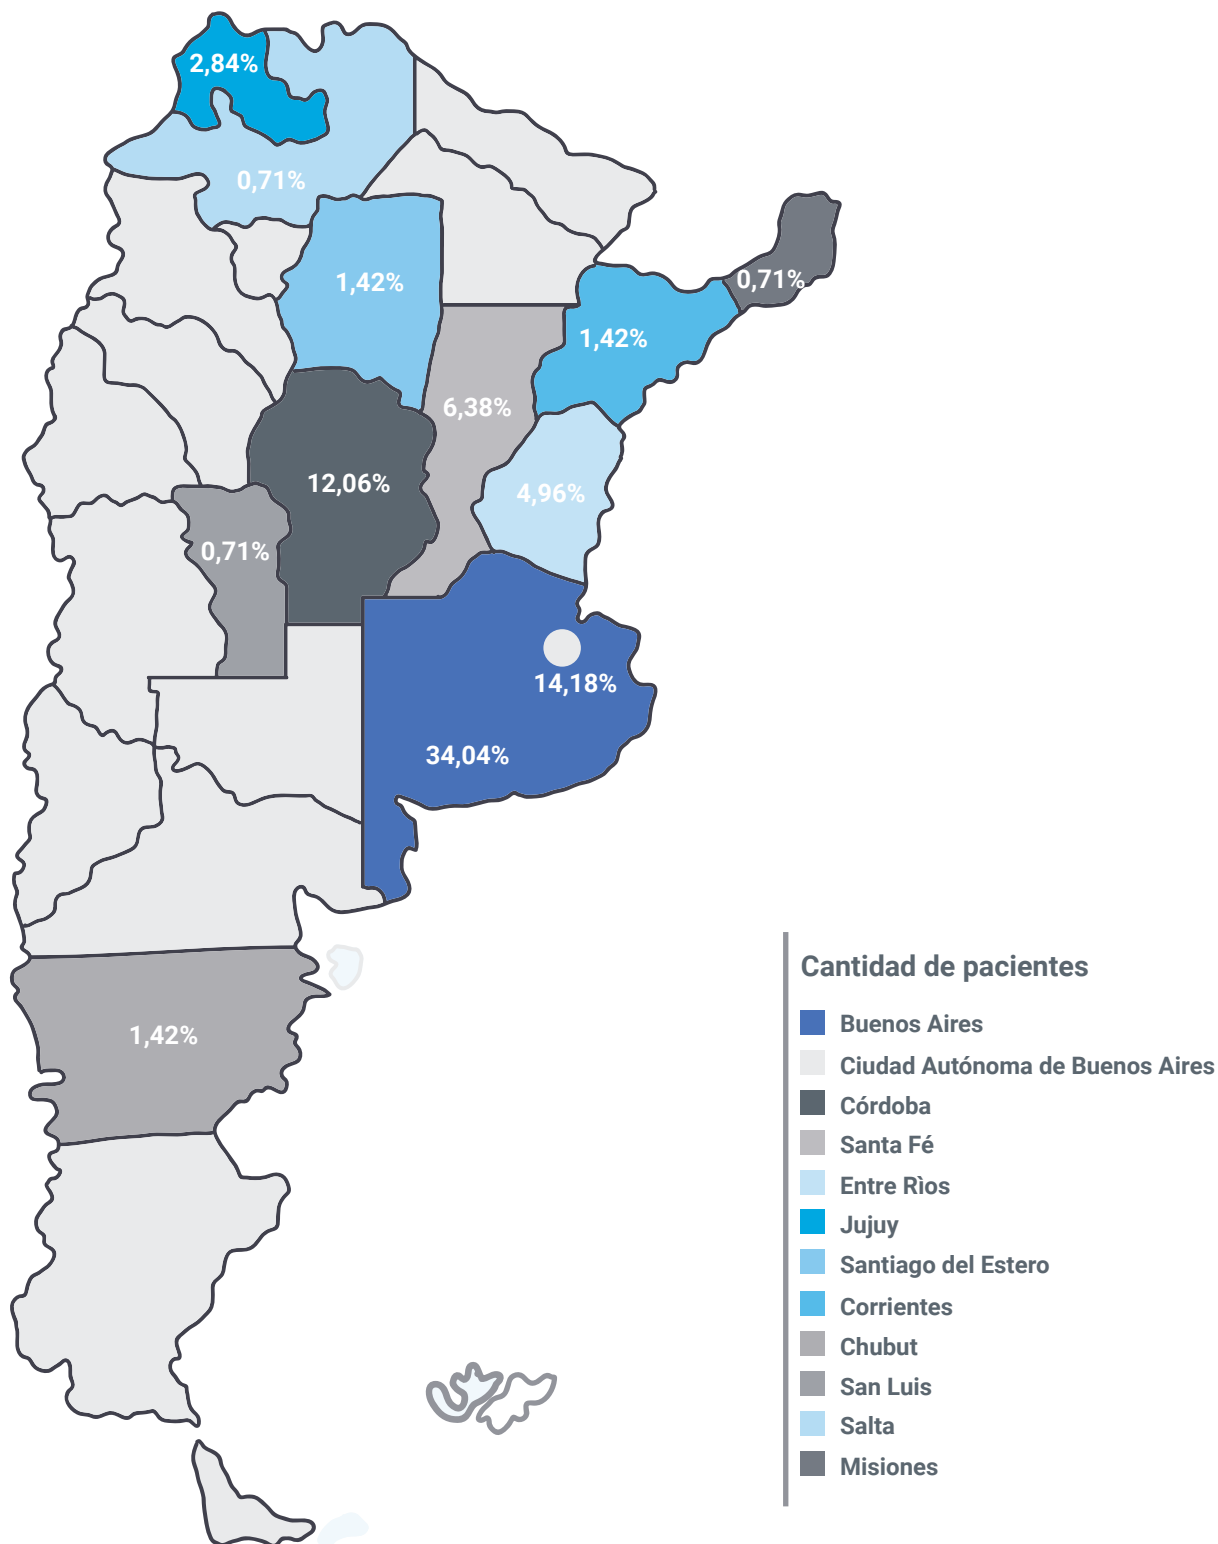 2,84%
0,71%
1,42%
0,71%
1,42%
6,38%
12,06%
4,96%
0,71%
14,18%
34,04%
1,42%
Cantidad de pacientes
Buenos Aires
Ciudad Autónoma de Buenos Aires
Córdoba
Santa Fé
Entre Rìos
Jujuy
Santiago del Estero
Corrientes
Chubut
San Luis
Salta
Misiones